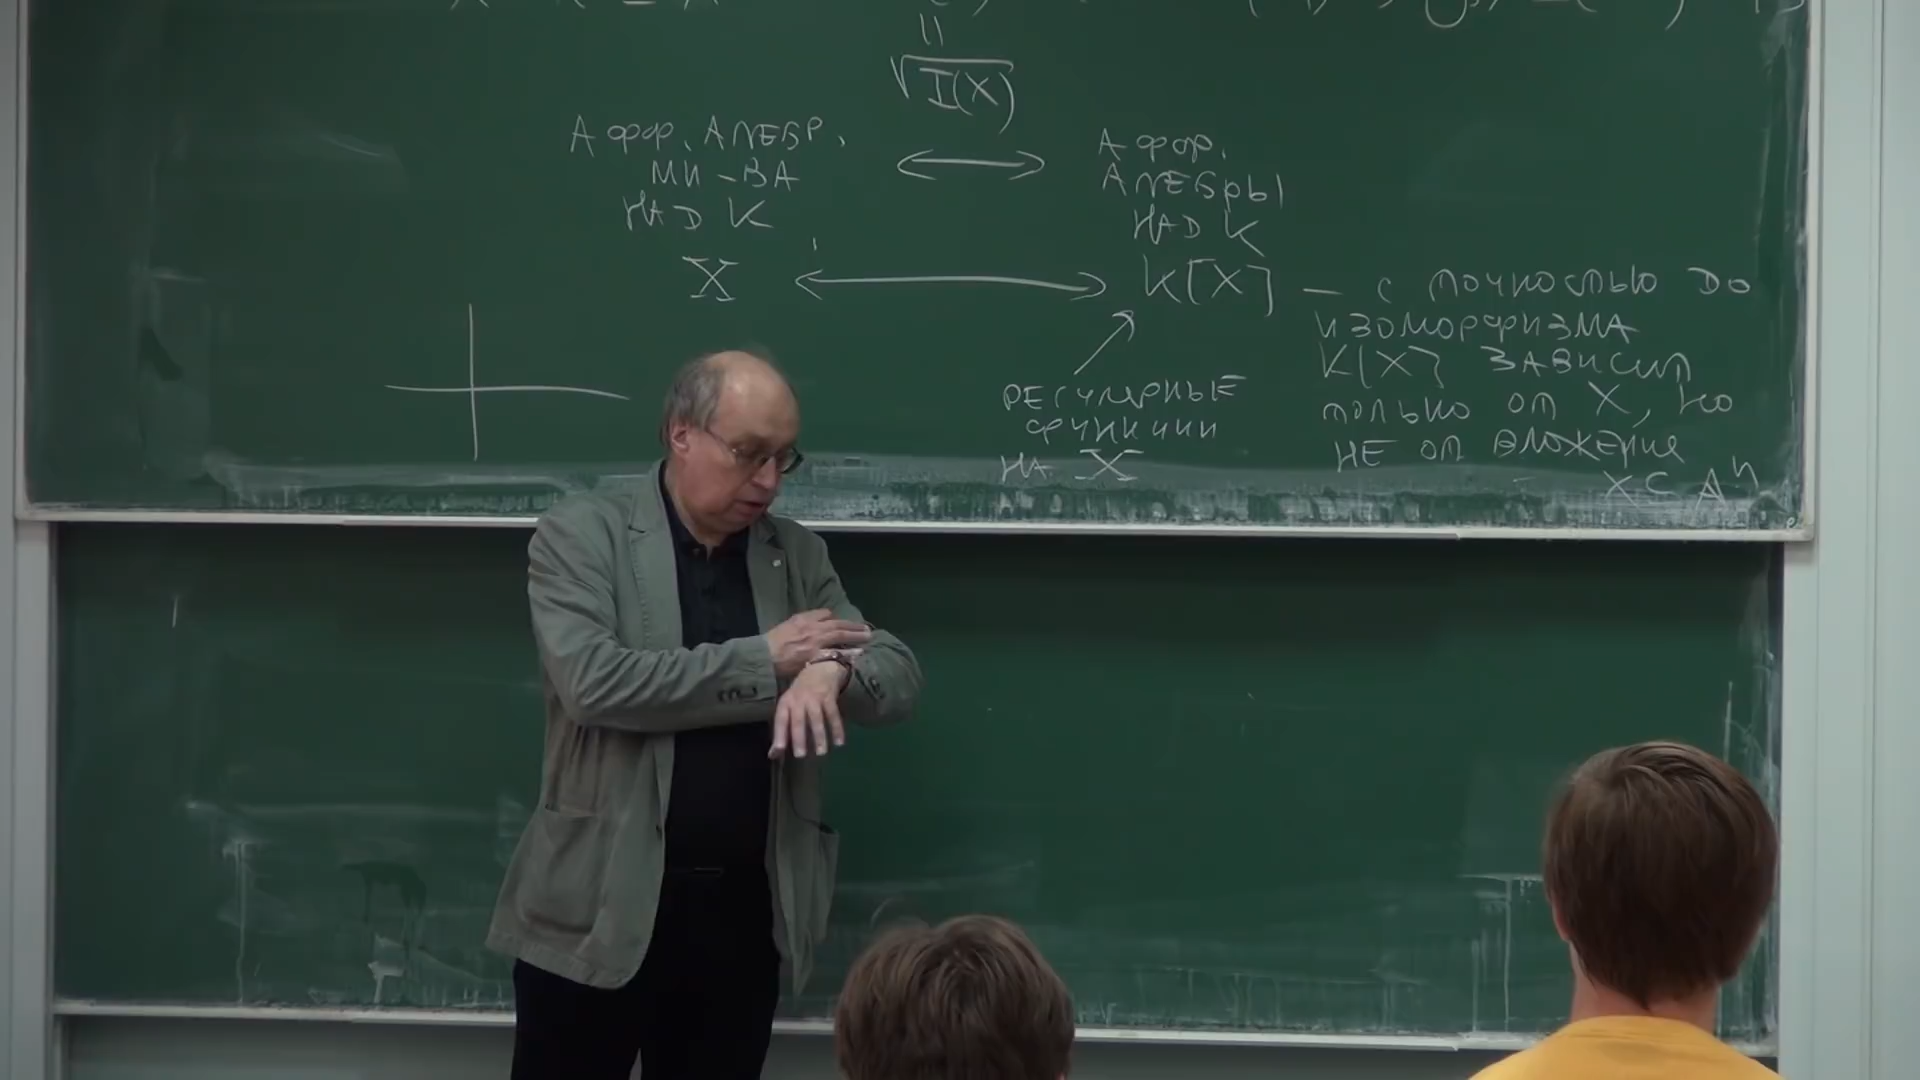 ||
√I(X)
Афф. Алгебр.
мн-ва
над K
⟷
Афф.
Алгебры
над K
X ⟷ K[X] — с точностью до
изоморфизма
K[X] зависит
только от X, но
не от вложения
X ⊂ Aⁿ
регулярные
функции
на X